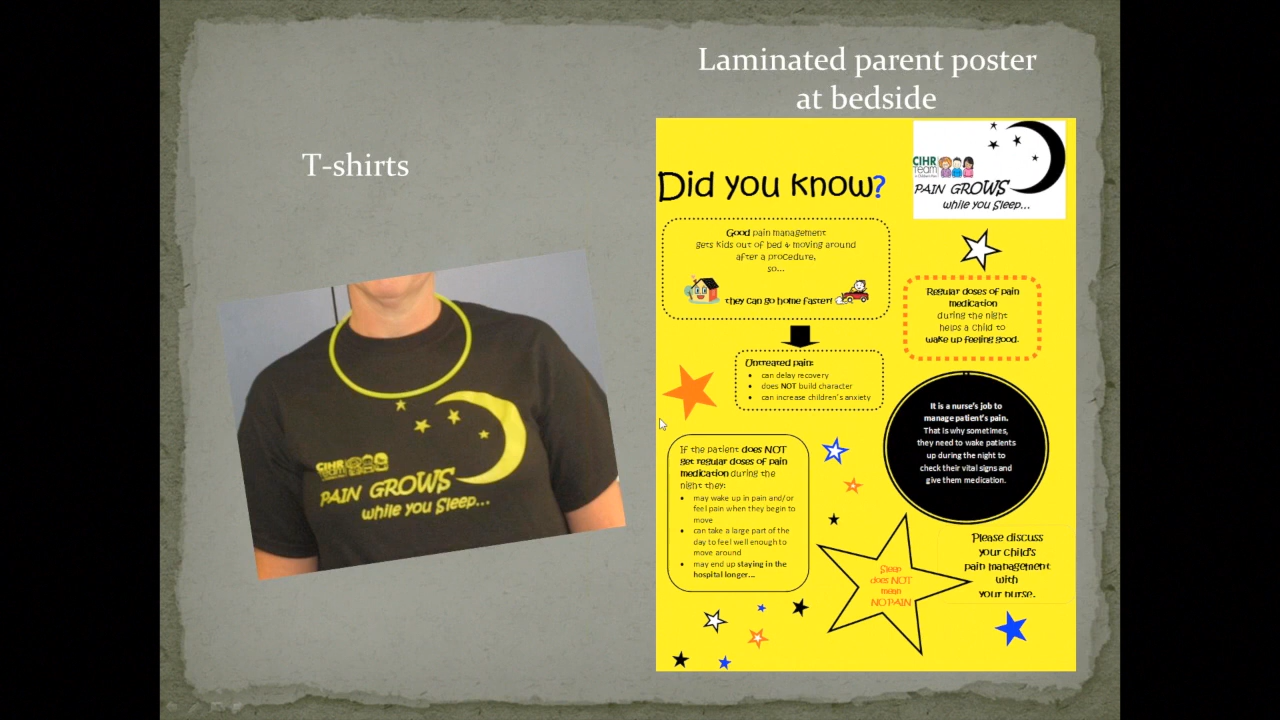 Laminated parent poster
at bedside
T-shirts
CIHR
Team
PAIN GROWS
while you Sleep...
CIHR
Team
PAIN GROWS
while you Sleep...
Did you know?
Good pain management
gets kids out of bed & moving around
after a procedure,
so...
they can go home faster!
Regular doses of pain
medication
during the night
helps a child to
wake up feeling good.
Untreated pain:
• can delay recovery
• does NOT build character
• can increase children's anxiety
It is a nurse's job to
manage patient's pain.
That is why sometimes,
they need to wake patients
up during the night to
check their vital signs and
give them medication.
If the patient does NOT
get regular doses of pain
medication during the
night they:
• may wake up in pain and/or
feel pain when they begin to
move
• can take a large part of the
day to feel well enough to
move around
• may end up staying in the
hospital longer...
Sleep
does NOT
mean
NO PAIN
Please discuss
your child's
pain management
with
your nurse.